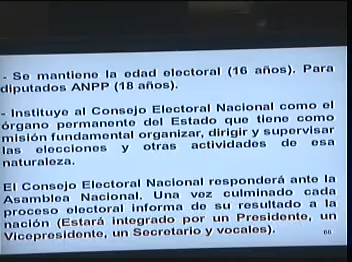 - Se mantiene la edad electoral (16 años). Para
diputados ANPP (18 años).
- Instituye al Consejo Electoral Nacional como el
órgano permanente del Estado que tiene como
misión fundamental organizar, dirigir y supervisar
las elecciones y otras actividades de esa
naturaleza.
El Consejo Electoral Nacional responderá ante la
Asamblea Nacional. Una vez culminado cada
proceso electoral informa de su resultado a la
nación (Estará integrado por un Presidente, un
Vicepresidente, un Secretario y vocales).
66